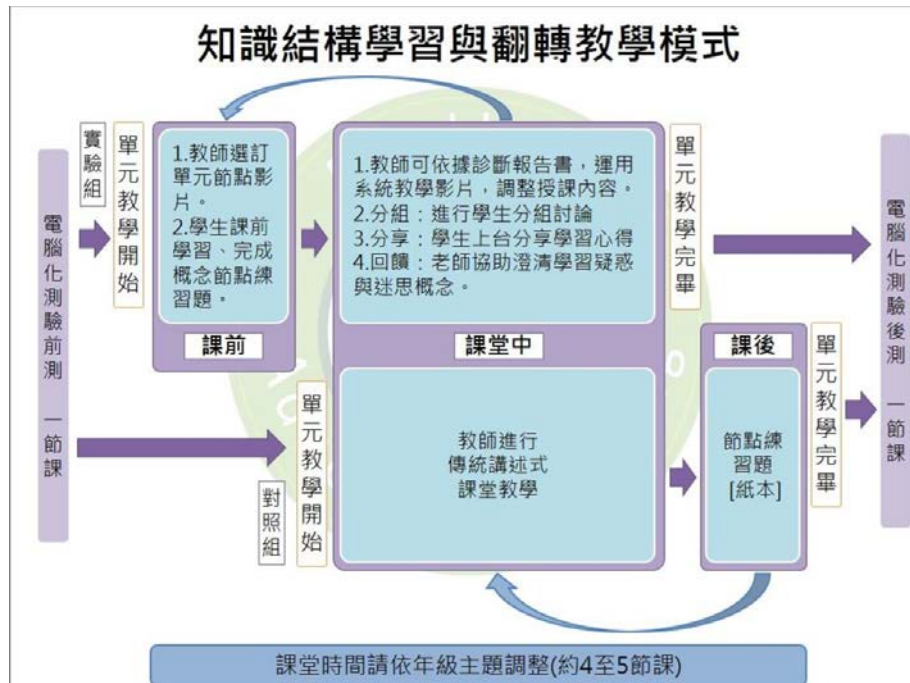 知識結構學習與翻轉教學模式
電腦化測驗前測 一節課
實驗組
單元教學開始
1.教師選訂
單元節點影
片。
2.學生課前
學習、完成
概念節點練
習題。
課前
1.教師可依據診斷報告書，運用
系統教學影片，調整授課內容。
2.分組：進行學生分組討論
3.分享：學生上台分享學習心得
4.回饋：老師協助澄清學習疑惑
與迷思概念。
課堂中
單元教學完畢
對照組
單元教學開始
教師進行
傳統講述式
課堂教學
課後
節點練
習題
[紙本]
單元教學完畢
電腦化測驗後測 一節課
課堂時間請依年級主題調整(約4至5節課)